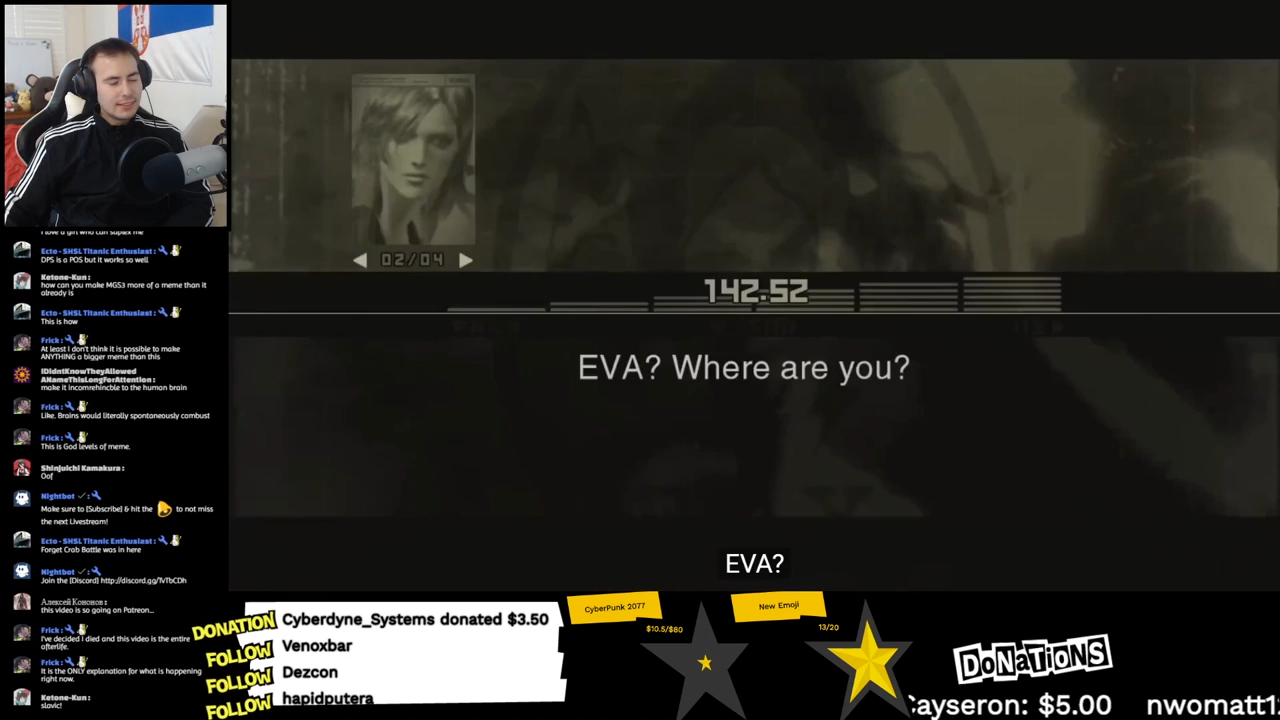 I love a girl who can suplex me
Ecto - SHSL Titanic Enthusiast :
DPS is a POS but it works so well
Ketone-Kun :
how can you make MGS3 more of a meme than it
already is
Ecto - SHSL Titanic Enthusiast :
This is how
Frick :
At least I don't think it is possible to make
ANYTHING a bigger meme than this
IDidntKnowTheyAllowed
ANameThisLongForAttention :
make it incomrehincble to the human brain
Frick :
Like. Brains would literally spontaneously combust
Frick :
This is God levels of meme.
Shinjuichi Kamakura :
Oof
Nightbot ✓ :
Make sure to [Subscribe] & hit the to not miss
the next Livestream!
Ecto - SHSL Titanic Enthusiast :
Forget Crab Battle was in here
Nightbot ✓ :
Join the [Discord] http://discord.gg/TvTbCDh
Алексей Кононов :
this video is so going on Patreon...
Frick :
I've decided I died and this video is the entire
afterlife.
Frick :
It is the ONLY explanation for what is happening
right now.
Ketone-Kun :
slavic!
02/04
142.52
EVA? Where are you?
EVA?
DONATION Cyberdyne_Systems donated $3.50
FOLLOW Venoxbar
FOLLOW Dezcon
FOLLOW hapidputera
CyberPunk 2077
$10.5/$80
New Emoji
13/20
DONATIONS
Cayseron: $5.00 nwomatt1